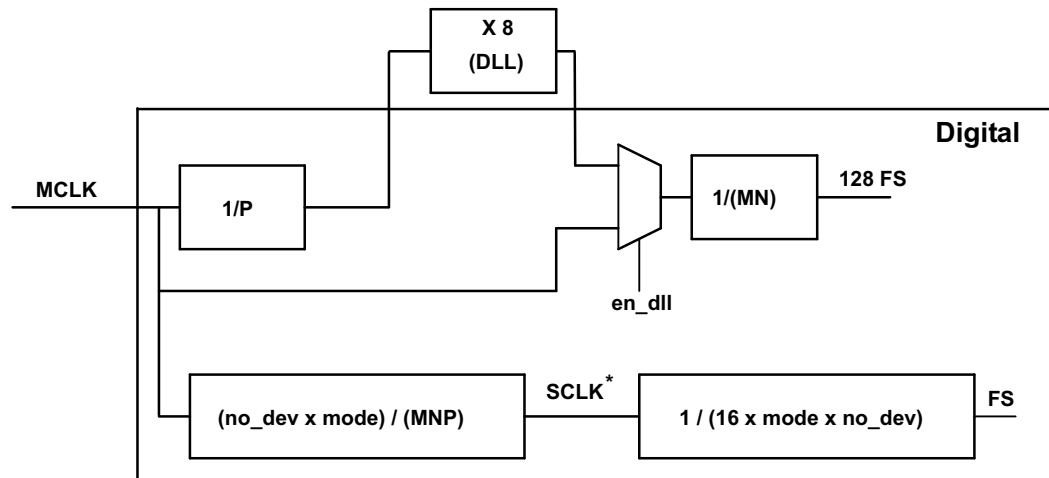 X 8
(DLL)
Digital
MCLK
1/P
1/(MN)
128 FS
en_dll
(no_dev x mode) / (MNP)
SCLK*
1 / (16 x mode x no_dev)
FS